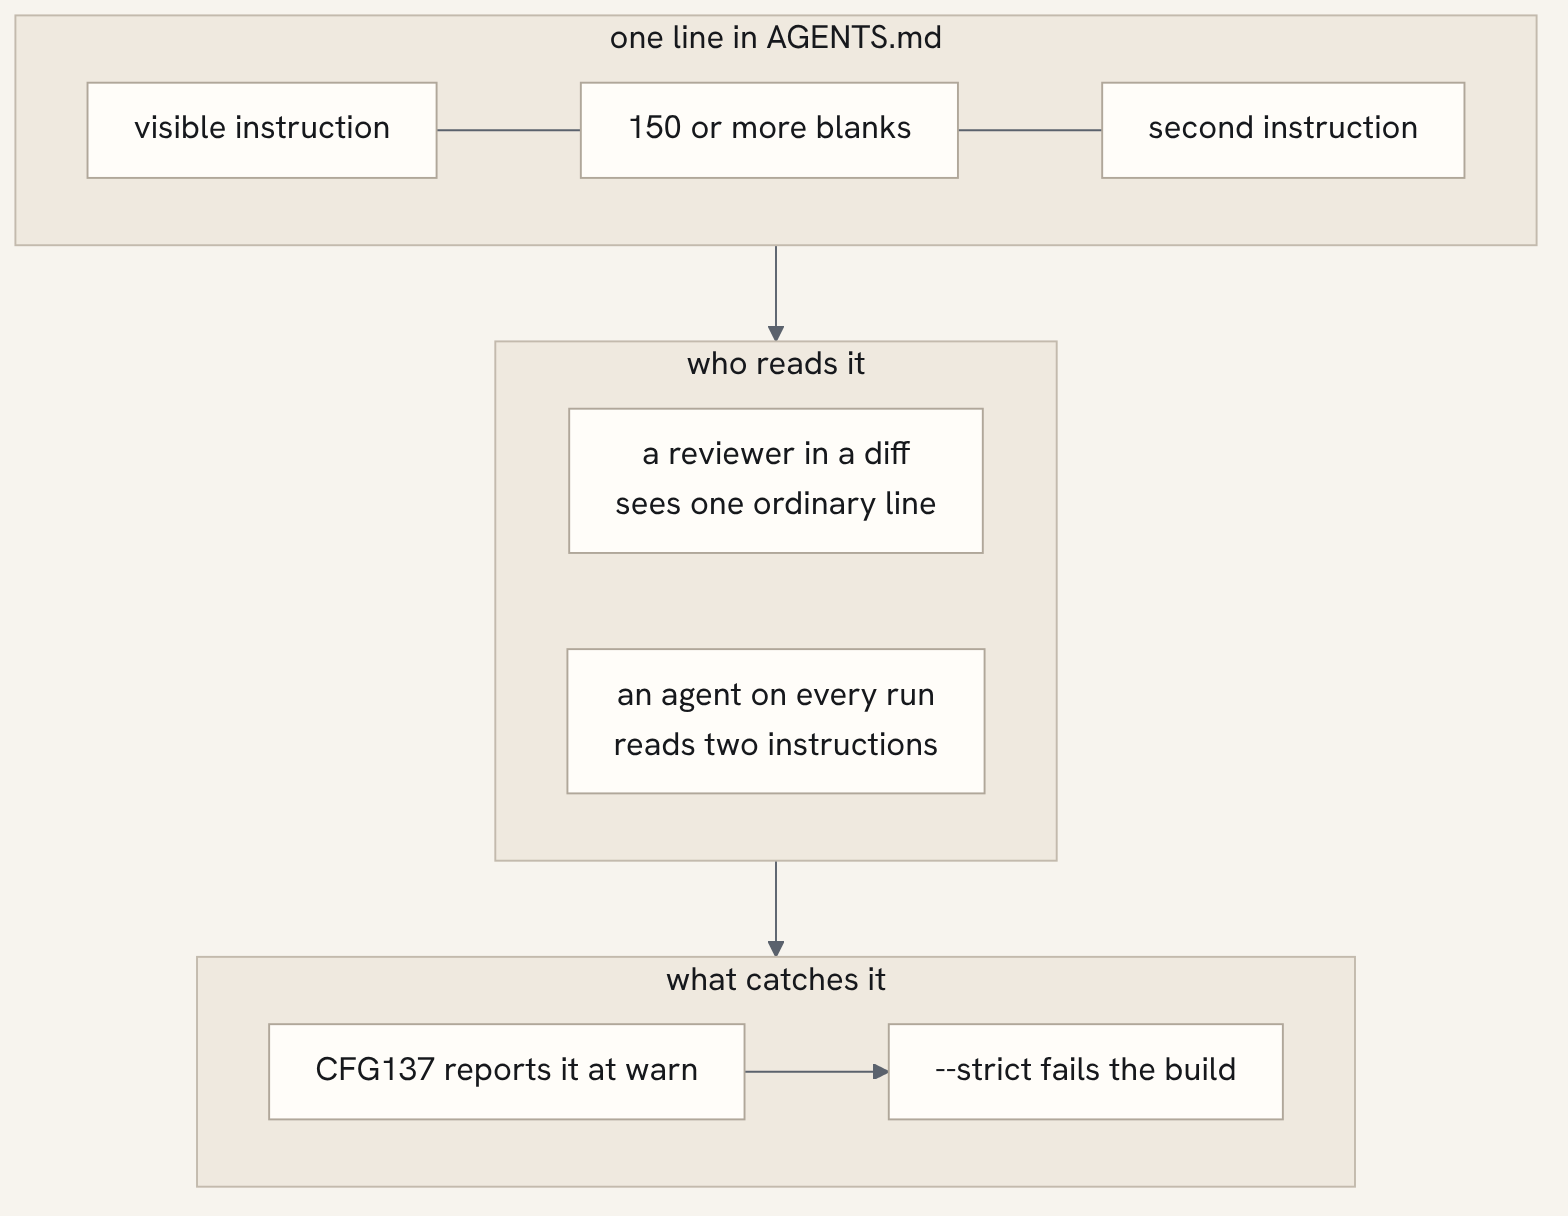 one line in AGENTS.md
visible instruction
150 or more blanks
second instruction
who reads it
a reviewer in a diff
sees one ordinary line
an agent on every run
reads two instructions
what catches it
CFG137 reports it at warn
--strict fails the build